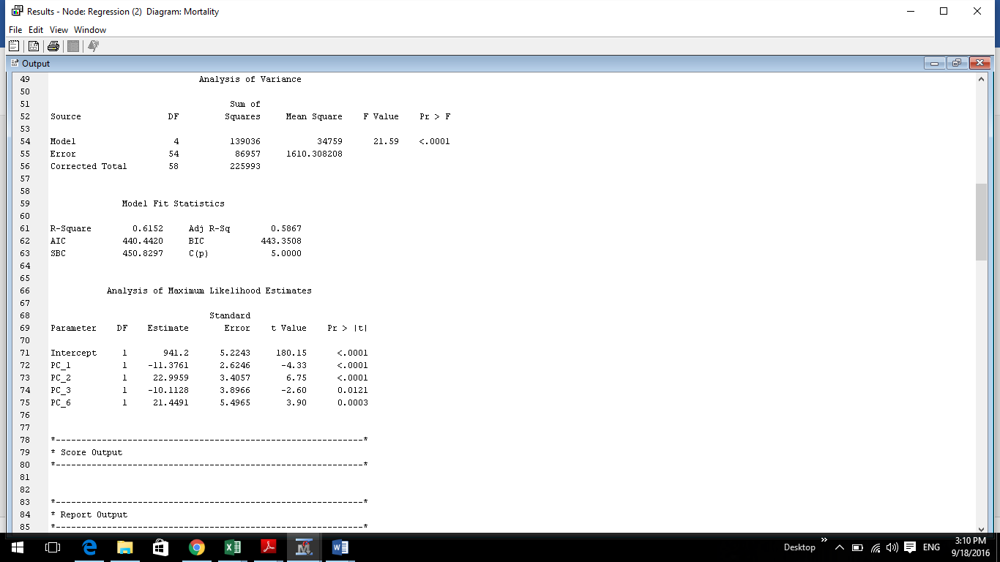 Results - Node: Regression (2)  Diagram: Mortality
File  Edit  View  Window
Output
49 Analysis of Variance
50
51 Sum of
52 Source DF Squares Mean Square F Value Pr > F
53
54 Model 4 139036 34759 21.59 <.0001
55 Error 54 86957 1610.308208
56 Corrected Total 58 225993
57
58
59 Model Fit Statistics
60
61 R-Square 0.6152 Adj R-Sq 0.5867
62 AIC 440.4420 BIC 443.3508
63 SBC 450.8297 C(p) 5.0000
64
65
66 Analysis of Maximum Likelihood Estimates
67
68 Standard
69 Parameter DF Estimate Error t Value Pr > |t|
70
71 Intercept 1 941.2 5.2243 180.15 <.0001
72 PC_1 1 -11.3761 2.6246 -4.33 <.0001
73 PC_2 1 22.9959 3.4057 6.75 <.0001
74 PC_3 1 -10.1128 3.8966 -2.60 0.0121
75 PC_6 1 21.4491 5.4965 3.90 0.0003
76
77
78 *------------------------------------------------------------*
79 * Score Output
80 *------------------------------------------------------------*
81
82
83 *------------------------------------------------------------*
84 * Report Output
85 *------------------------------------------------------------*
Desktop » ENG 3:10 PM
9/18/2016